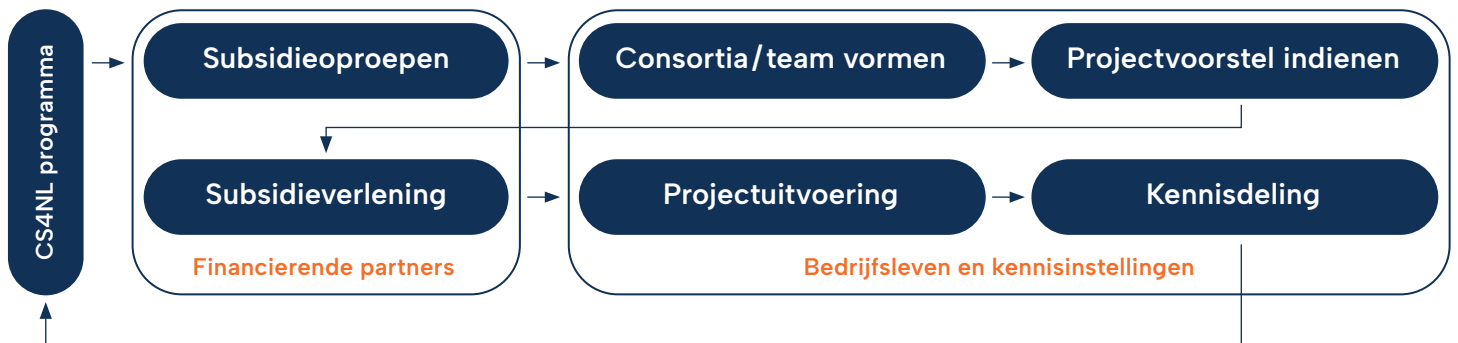 CS4NL programma
Subsidieoproepen
Consortia/team vormen
Projectvoorstel indienen
Subsidieverlening
Projectuitvoering
Kennisdeling
Financierende partners
Bedrijfsleven en kennisinstellingen